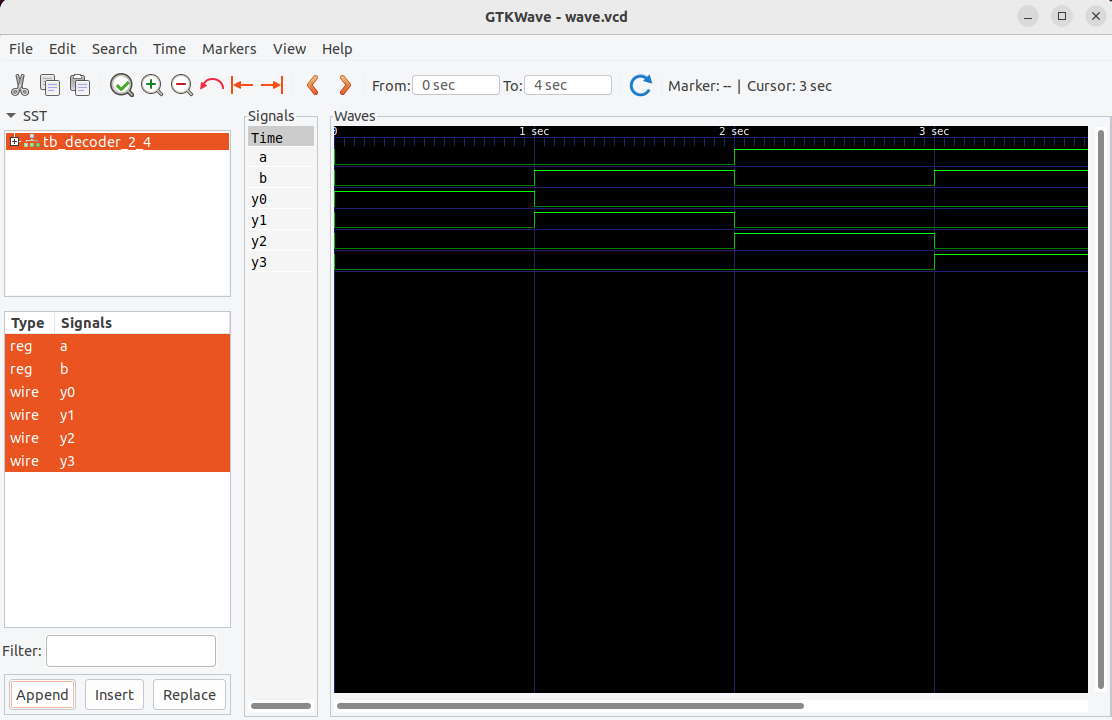 GTKWave - wave.vcd
File Edit Search Time Markers View Help
From: 0 sec To: 4 sec Marker: -- | Cursor: 3 sec
SST
tb_decoder_2_4
Type Signals
reg a
reg b
wire y0
wire y1
wire y2
wire y3
Filter:
Append Insert Replace
Signals
Time
a
b
y0
y1
y2
y3
Waves
0 1 sec 2 sec 3 sec